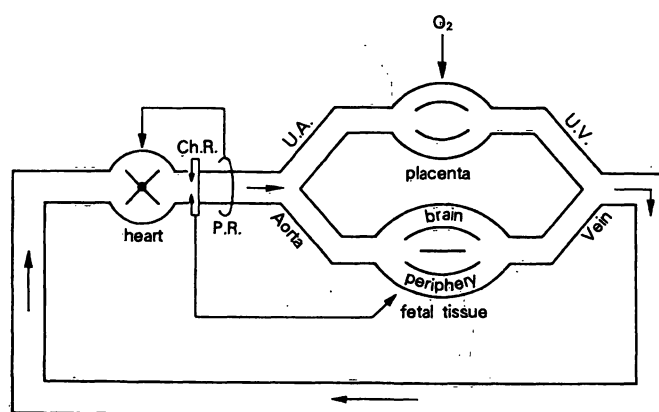 O₂
U.A.
U.V.
Ch.R.
placenta
brain
heart
P.R.
Aorta
Vein
periphery
fetal tissue